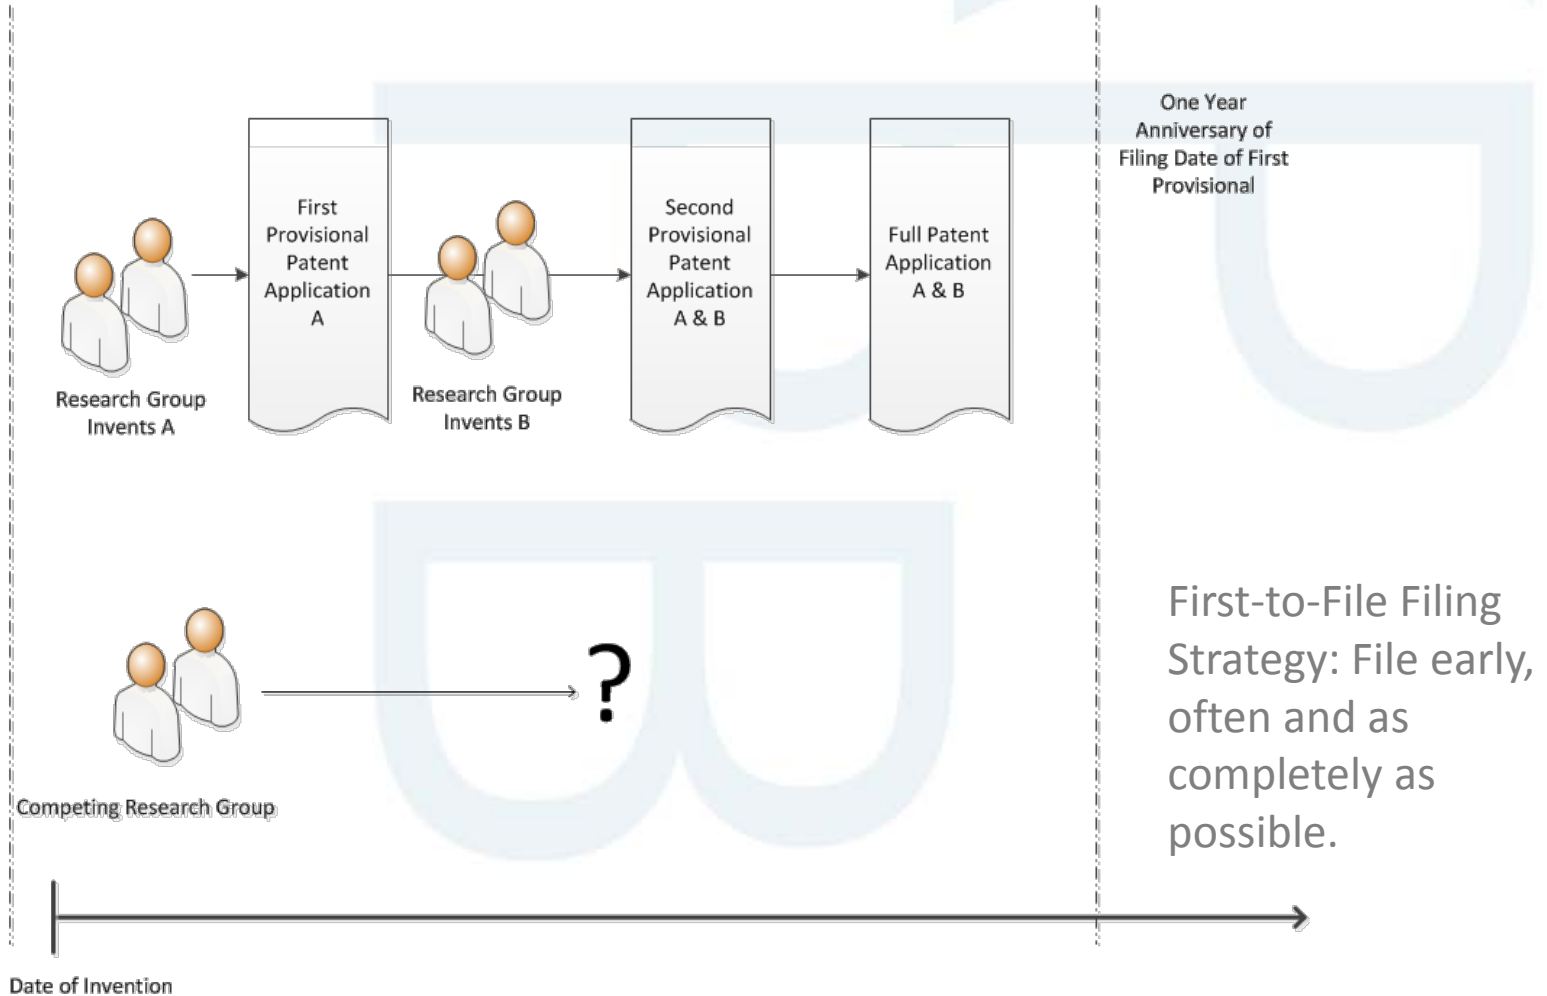 One Year
Anniversary of
Filing Date of First
Provisional
First
Provisional
Patent
Application
A
Second
Provisional
Patent
Application
A & B
Full Patent
Application
A & B
Research Group
Invents A
Research Group
Invents B
?
First-to-File Filing
Strategy: File early,
often and as
completely as
possible.
Competing Research Group
Date of Invention